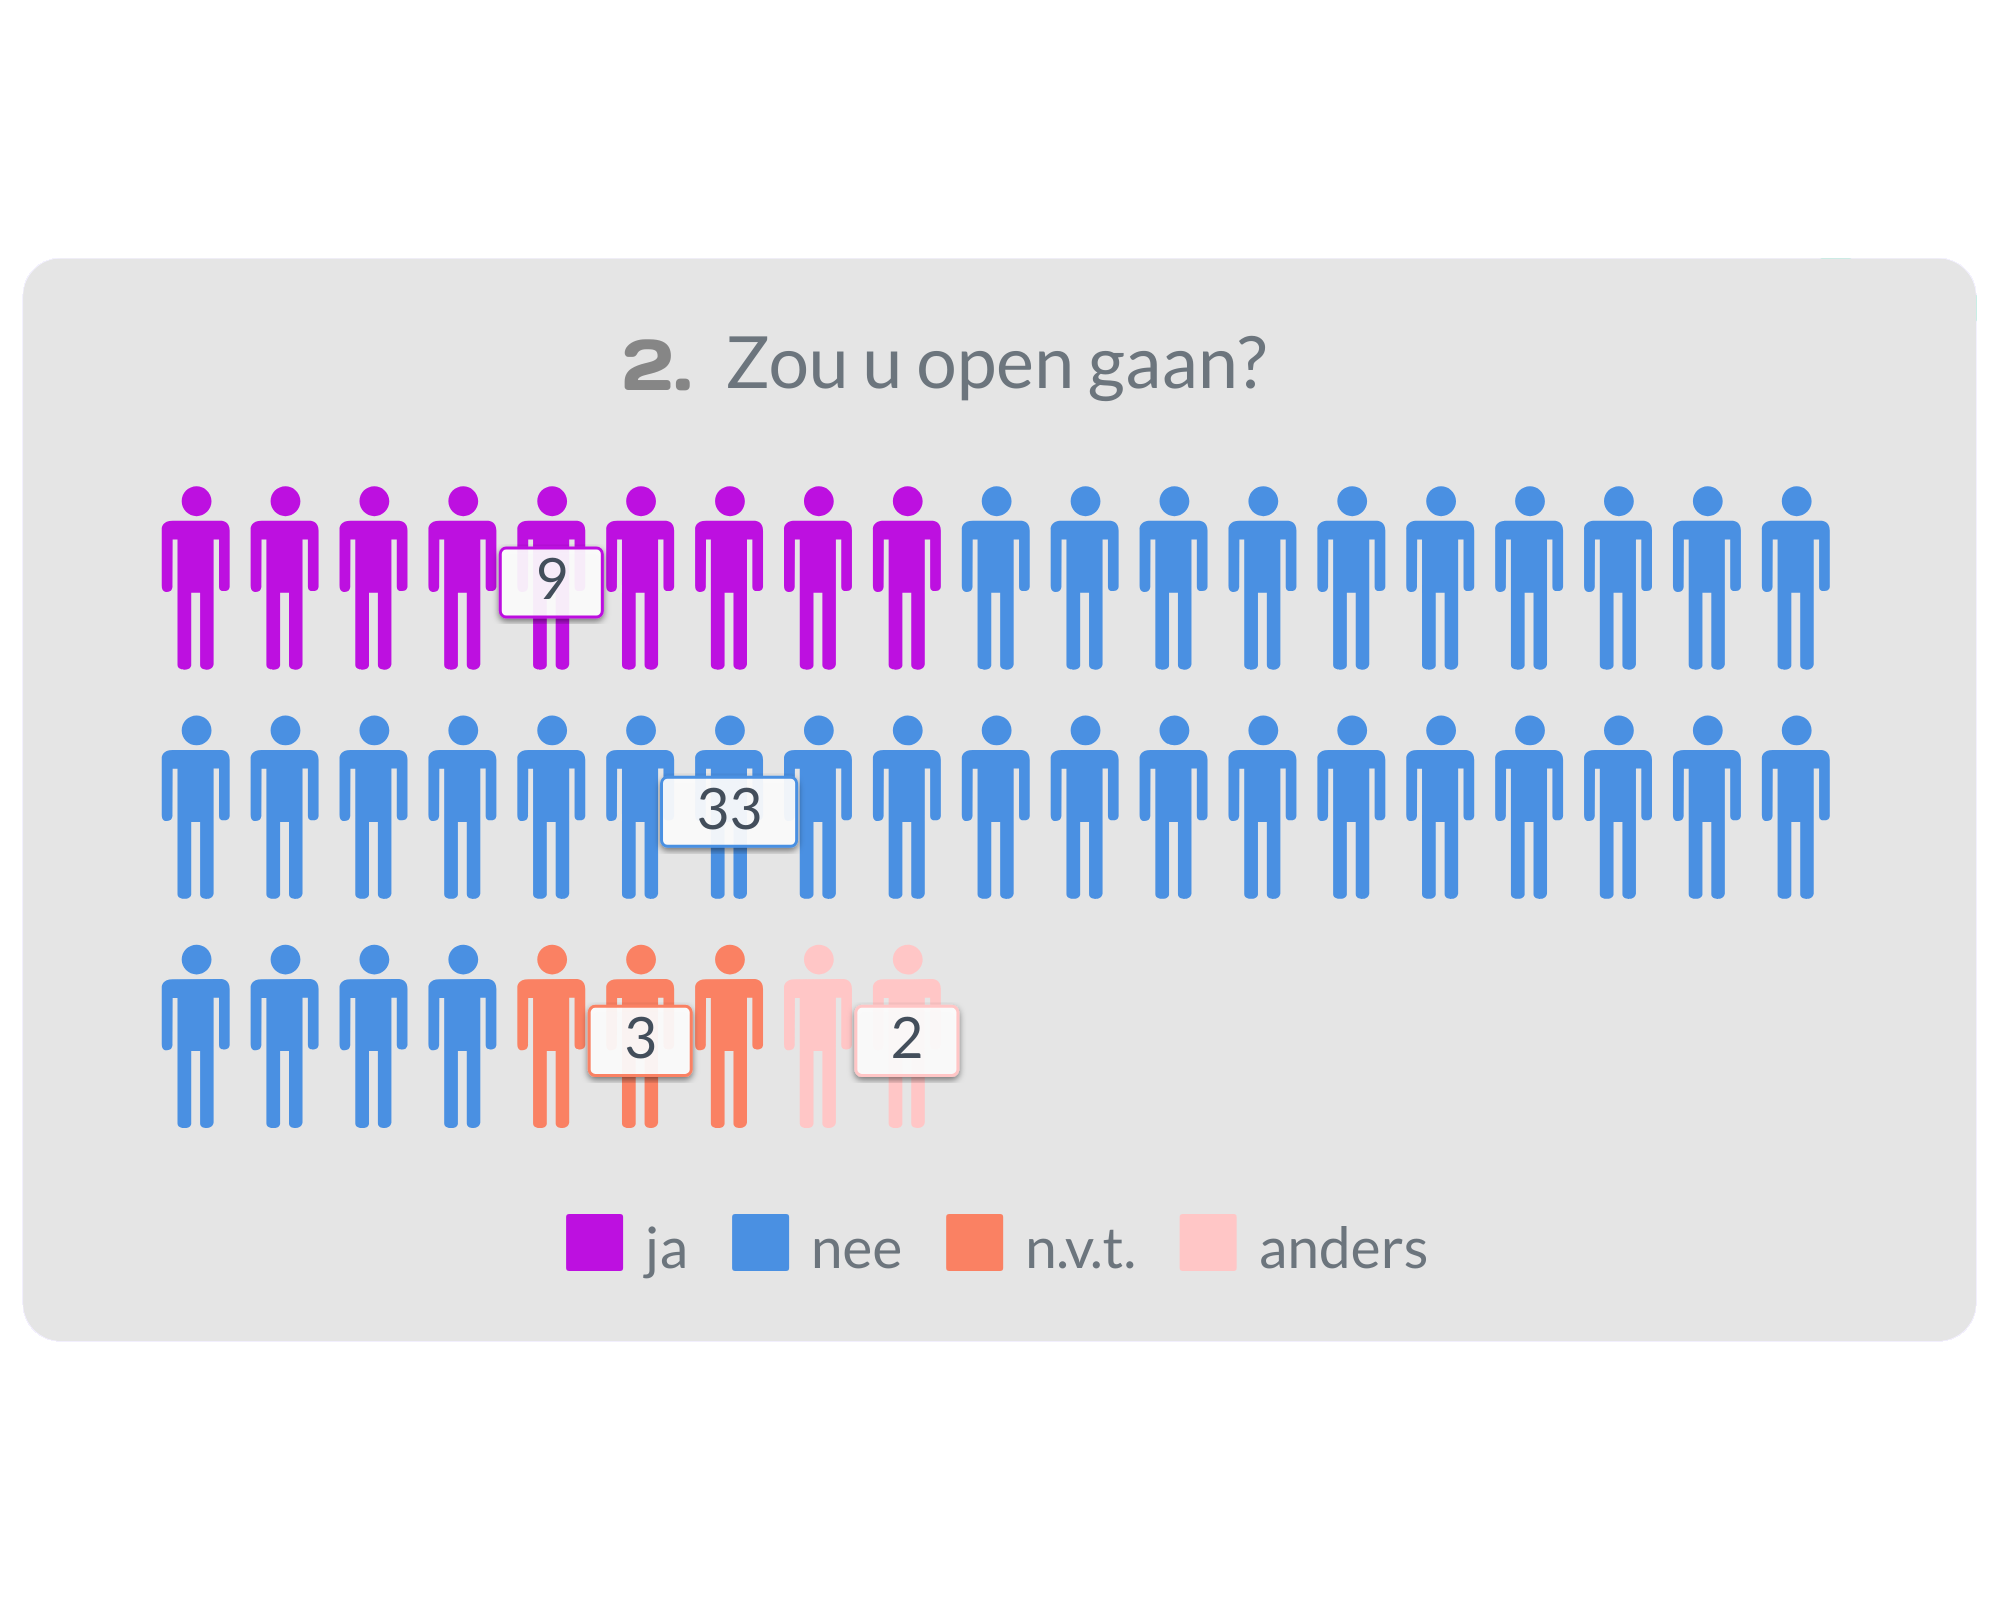 2. Zou u open gaan?
9
33
3 2
ja nee n.v.t. anders